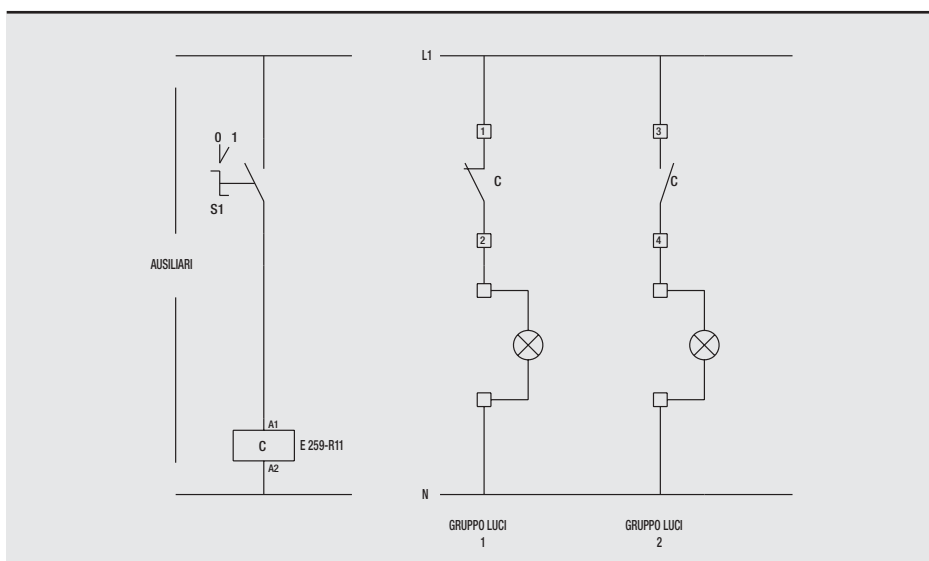 L1
0 1
1
3
C
C
S1
2
4
AUSILIARI
A1
C
E 259-R11
A2
N
GRUPPO LUCI
1
GRUPPO LUCI
2